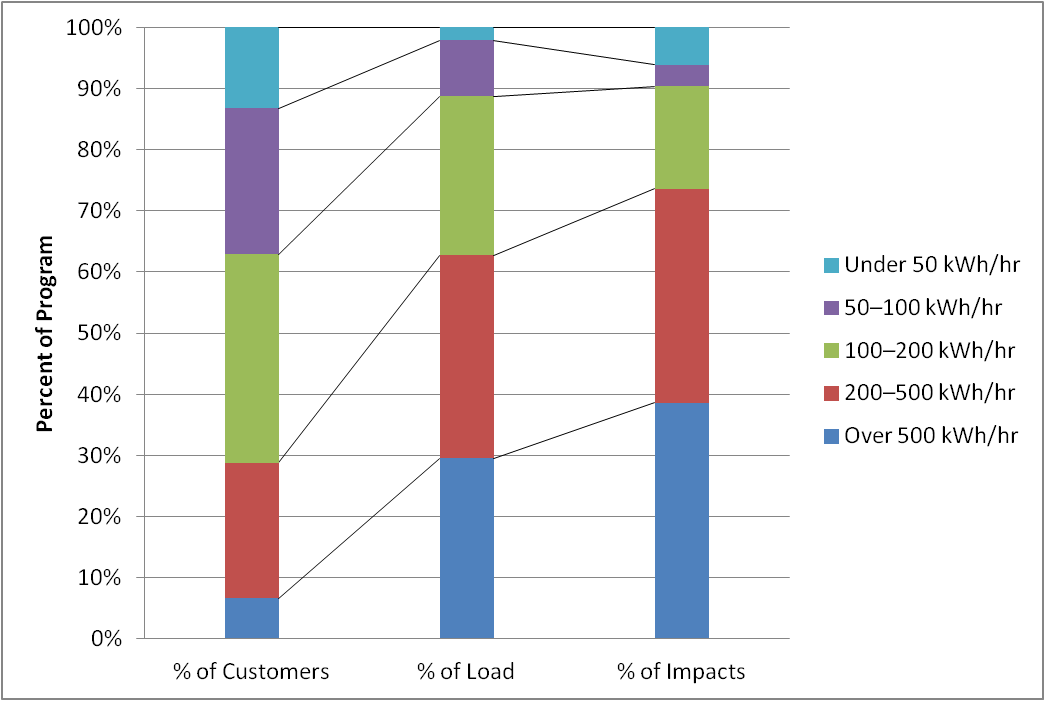 100%
90%
80%
70%
60%
50%
40%
30%
20%
10%
0%
Percent of Program
% of Customers
% of Load
% of Impacts
Under 50 kWh/hr
50–100 kWh/hr
100–200 kWh/hr
200–500 kWh/hr
Over 500 kWh/hr